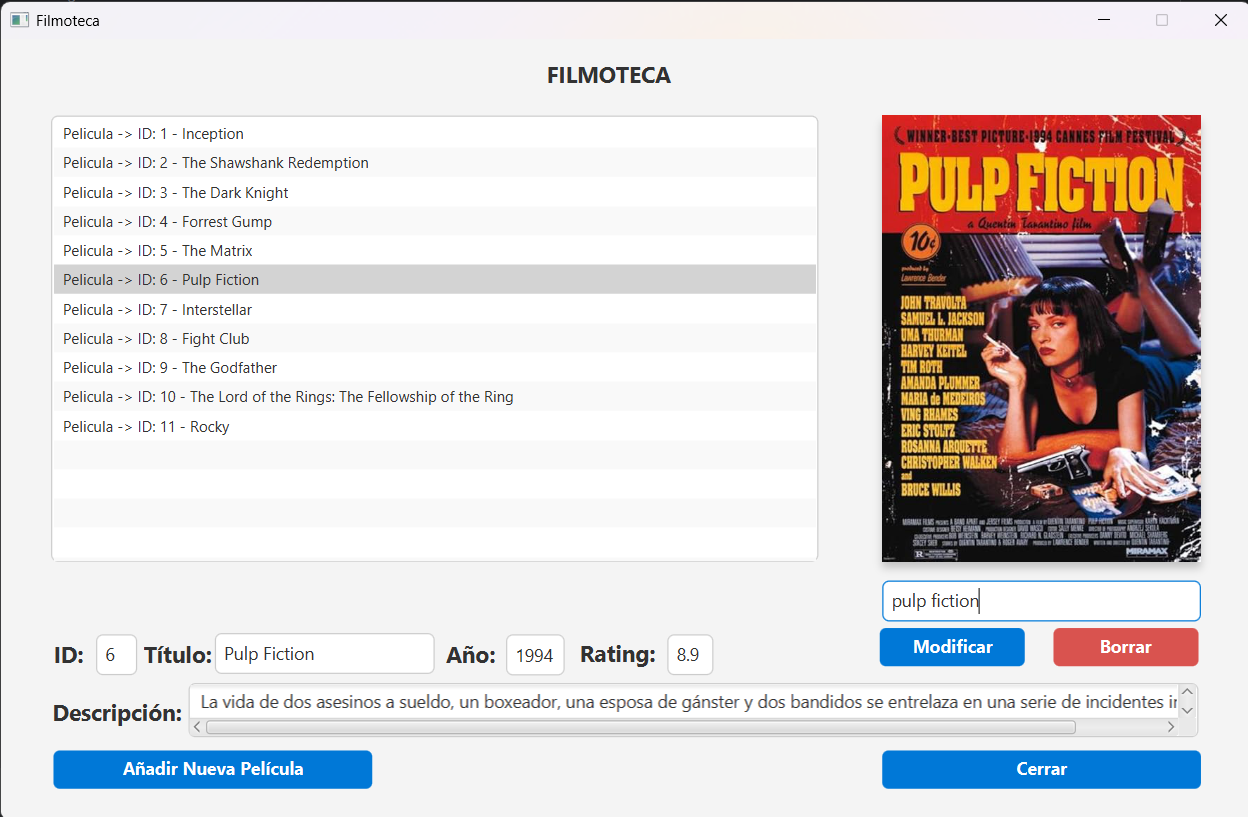 Filmoteca
FILMOTECA
Pelicula -> ID: 1 - Inception
Pelicula -> ID: 2 - The Shawshank Redemption
Pelicula -> ID: 3 - The Dark Knight
Pelicula -> ID: 4 - Forrest Gump
Pelicula -> ID: 5 - The Matrix
Pelicula -> ID: 6 - Pulp Fiction
Pelicula -> ID: 7 - Interstellar
Pelicula -> ID: 8 - Fight Club
Pelicula -> ID: 9 - The Godfather
Pelicula -> ID: 10 - The Lord of the Rings: The Fellowship of the Ring
Pelicula -> ID: 11 - Rocky
WINNER·BEST PICTURE·1994 CANNES FILM FESTIVAL
PULP FICTION
a Quentin Tarantino film
10¢
produced by
Lawrence Bender
JOHN TRAVOLTA
SAMUEL L. JACKSON
UMA THURMAN
HARVEY KEITEL
TIM ROTH
AMANDA PLUMMER
MARIA de MEDEIROS
VING RHAMES
ERIC STOLTZ
ROSANNA ARQUETTE
CHRISTOPHER WALKEN
and
BRUCE WILLIS
MIRAMAX
pulp fiction
Modificar Borrar
ID: 6 Título: Pulp Fiction Año: 1994 Rating: 8.9
Descripción: La vida de dos asesinos a sueldo, un boxeador, una esposa de gánster y dos bandidos se entrelaza en una serie de incidentes
Añadir Nueva Película Cerrar